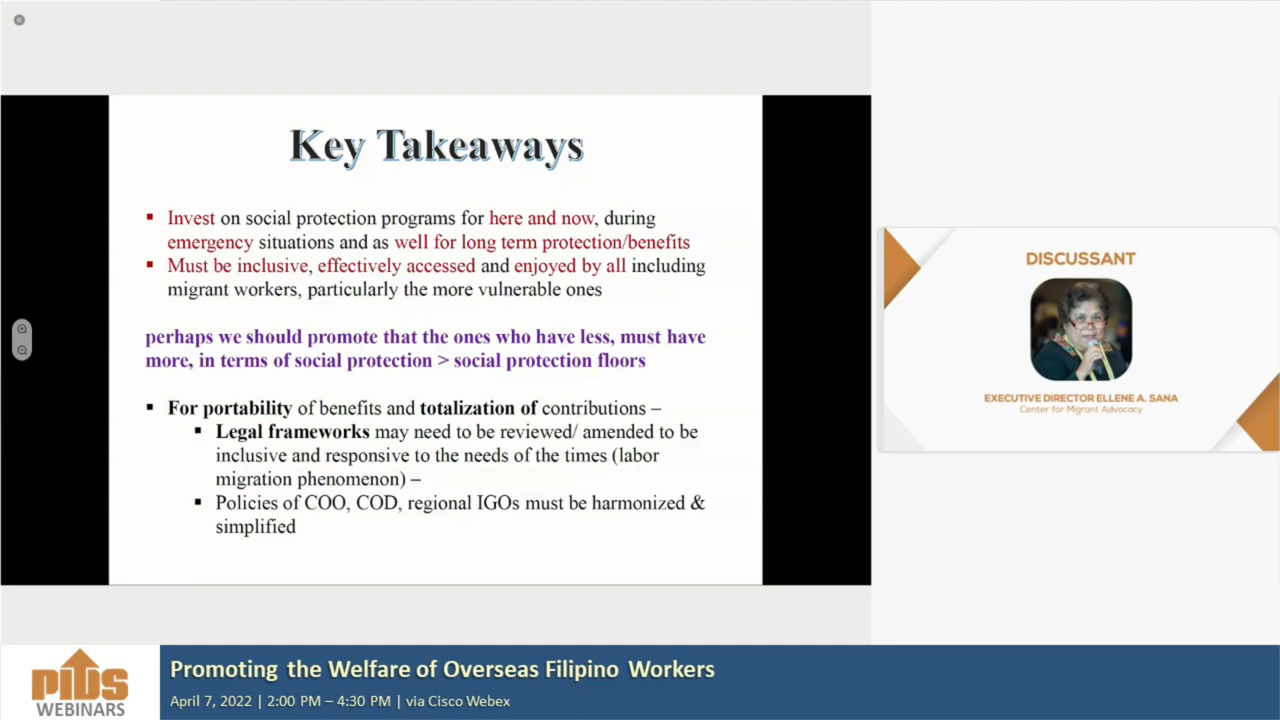 Key Takeaways
▪ Invest on social protection programs for here and now, during
emergency situations and as well for long term protection/benefits
▪ Must be inclusive, effectively accessed and enjoyed by all including
migrant workers, particularly the more vulnerable ones
perhaps we should promote that the ones who have less, must have
more, in terms of social protection > social protection floors
▪ For portability of benefits and totalization of contributions –
▪ Legal frameworks may need to be reviewed/ amended to be
inclusive and responsive to the needs of the times (labor
migration phenomenon) –
▪ Policies of COO, COD, regional IGOs must be harmonized &
simplified
DISCUSSANT
EXECUTIVE DIRECTOR ELLENE A. SANA
Center for Migrant Advocacy
PIDS
WEBINARS
Promoting the Welfare of Overseas Filipino Workers
April 7, 2022 | 2:00 PM – 4:30 PM | via Cisco Webex